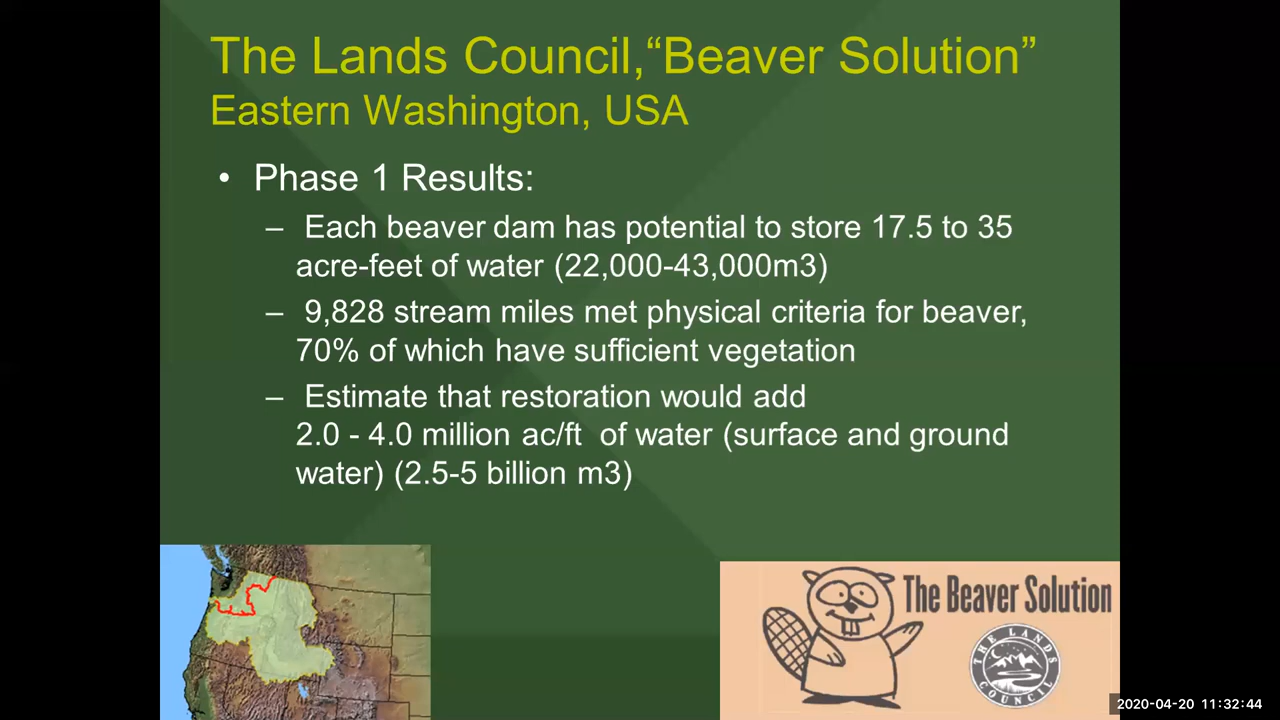 The Lands Council,“Beaver Solution”
Eastern Washington, USA
• Phase 1 Results:
– Each beaver dam has potential to store 17.5 to 35
acre-feet of water (22,000-43,000m3)
– 9,828 stream miles met physical criteria for beaver,
70% of which have sufficient vegetation
– Estimate that restoration would add
2.0 - 4.0 million ac/ft of water (surface and ground
water) (2.5-5 billion m3)
The Beaver Solution
THE LANDS
COUNCIL
2020-04-20 11:32:44